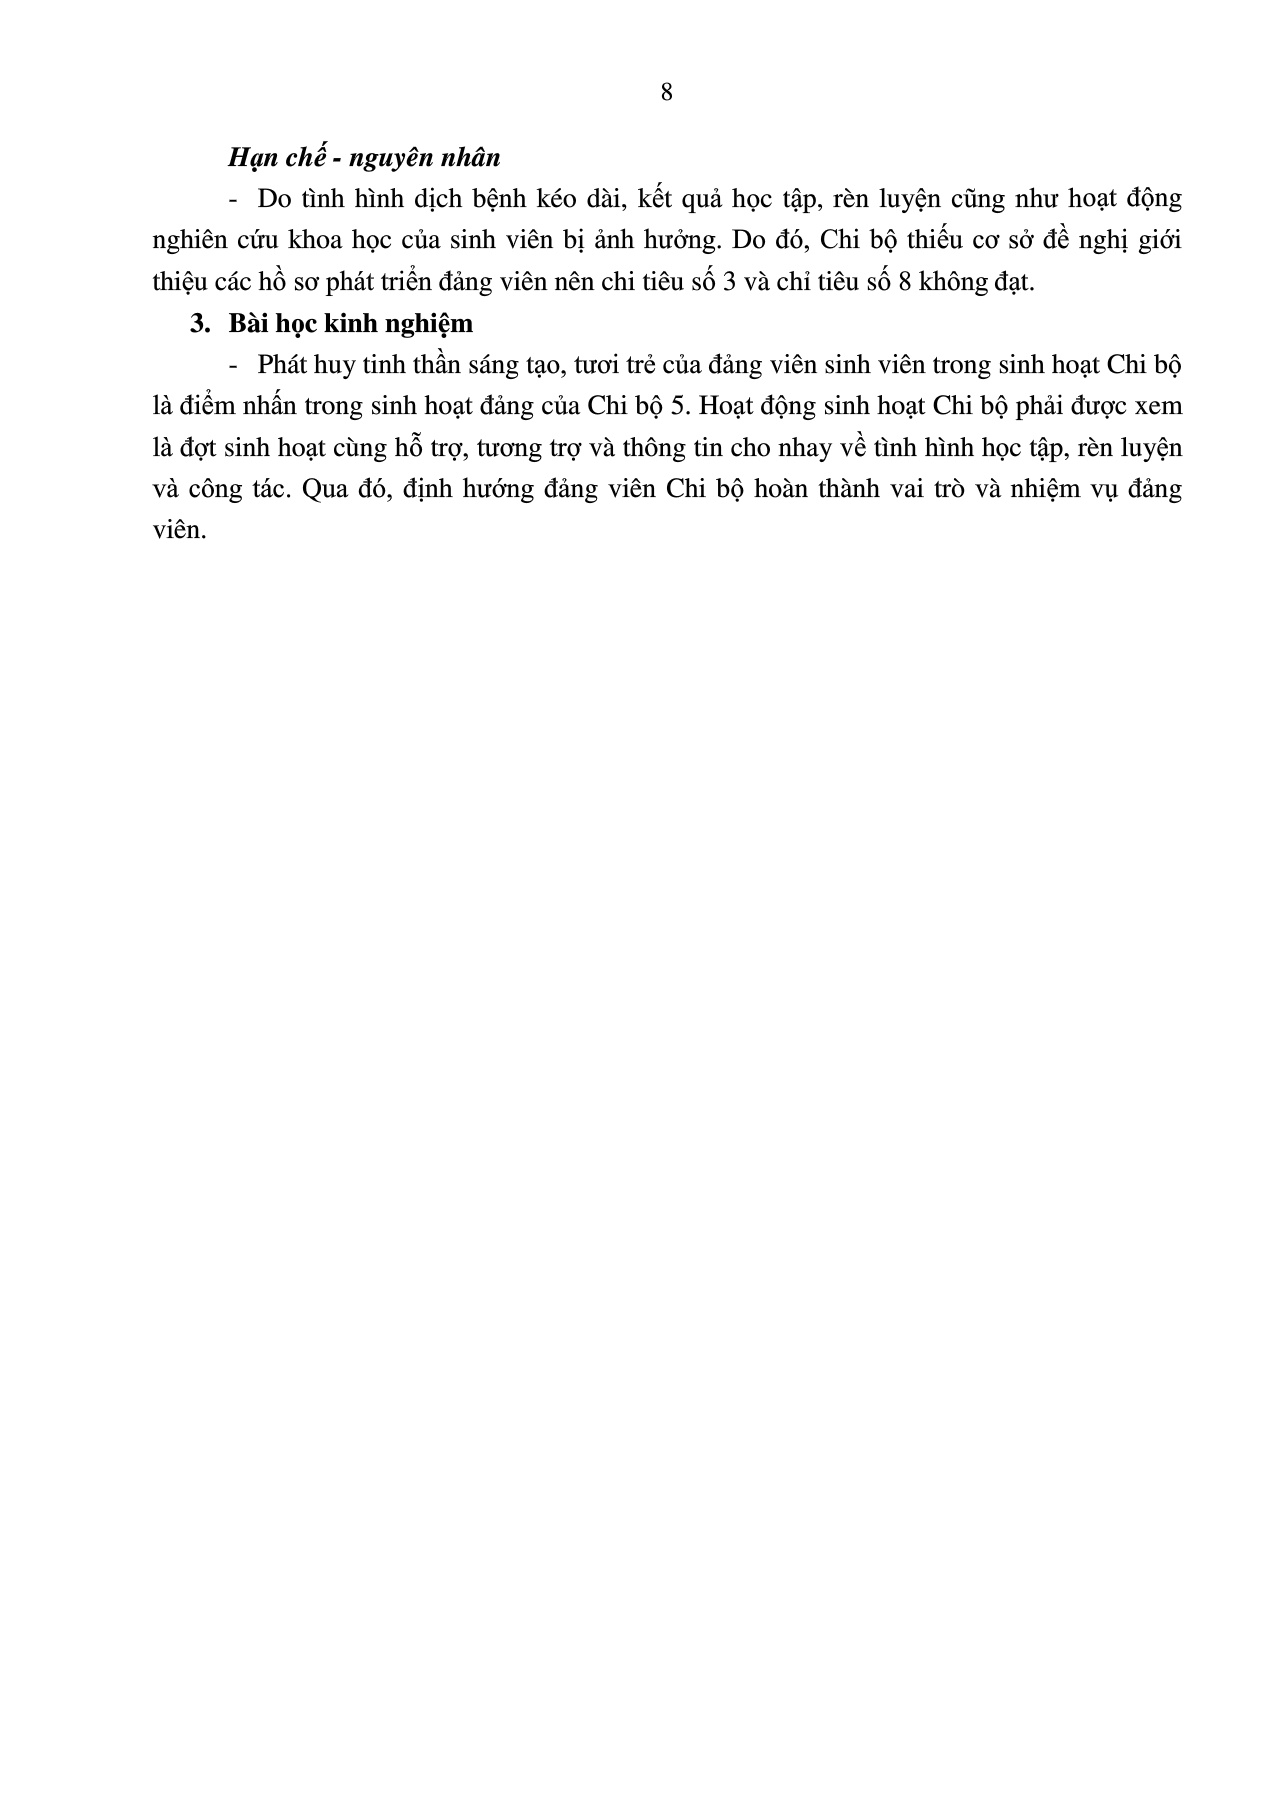 8
Hạn chế - nguyên nhân
- Do tình hình dịch bệnh kéo dài, kết quả học tập, rèn luyện cũng như hoạt động
nghiên cứu khoa học của sinh viên bị ảnh hưởng. Do đó, Chi bộ thiếu cơ sở đề nghị giới
thiệu các hồ sơ phát triển đảng viên nên chi tiêu số 3 và chỉ tiêu số 8 không đạt.
3. Bài học kinh nghiệm
- Phát huy tinh thần sáng tạo, tươi trẻ của đảng viên sinh viên trong sinh hoạt Chi bộ
là điểm nhấn trong sinh hoạt đảng của Chi bộ 5. Hoạt động sinh hoạt Chi bộ phải được xem
là đợt sinh hoạt cùng hỗ trợ, tương trợ và thông tin cho nhay về tình hình học tập, rèn luyện
và công tác. Qua đó, định hướng đảng viên Chi bộ hoàn thành vai trò và nhiệm vụ đảng
viên.